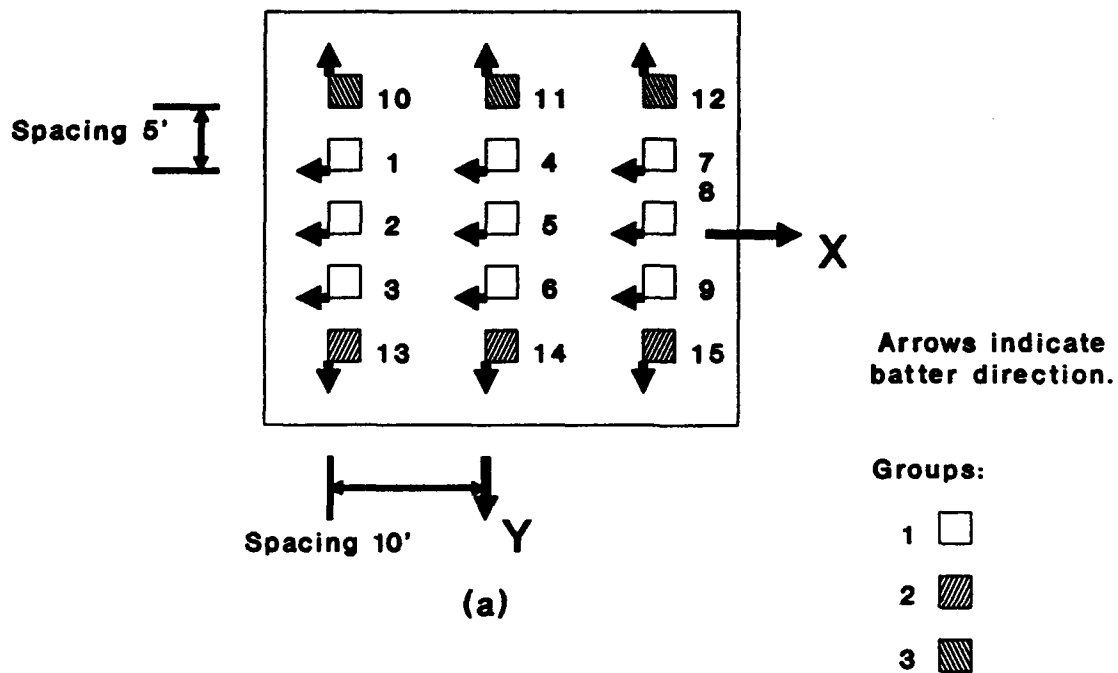 10 11 12
Spacing 5'
1 4 7
8
2 5
X
3 6 9
13 14 15
Arrows indicate
batter direction.
Groups:
Spacing 10'
Y
1
(a)
2
3